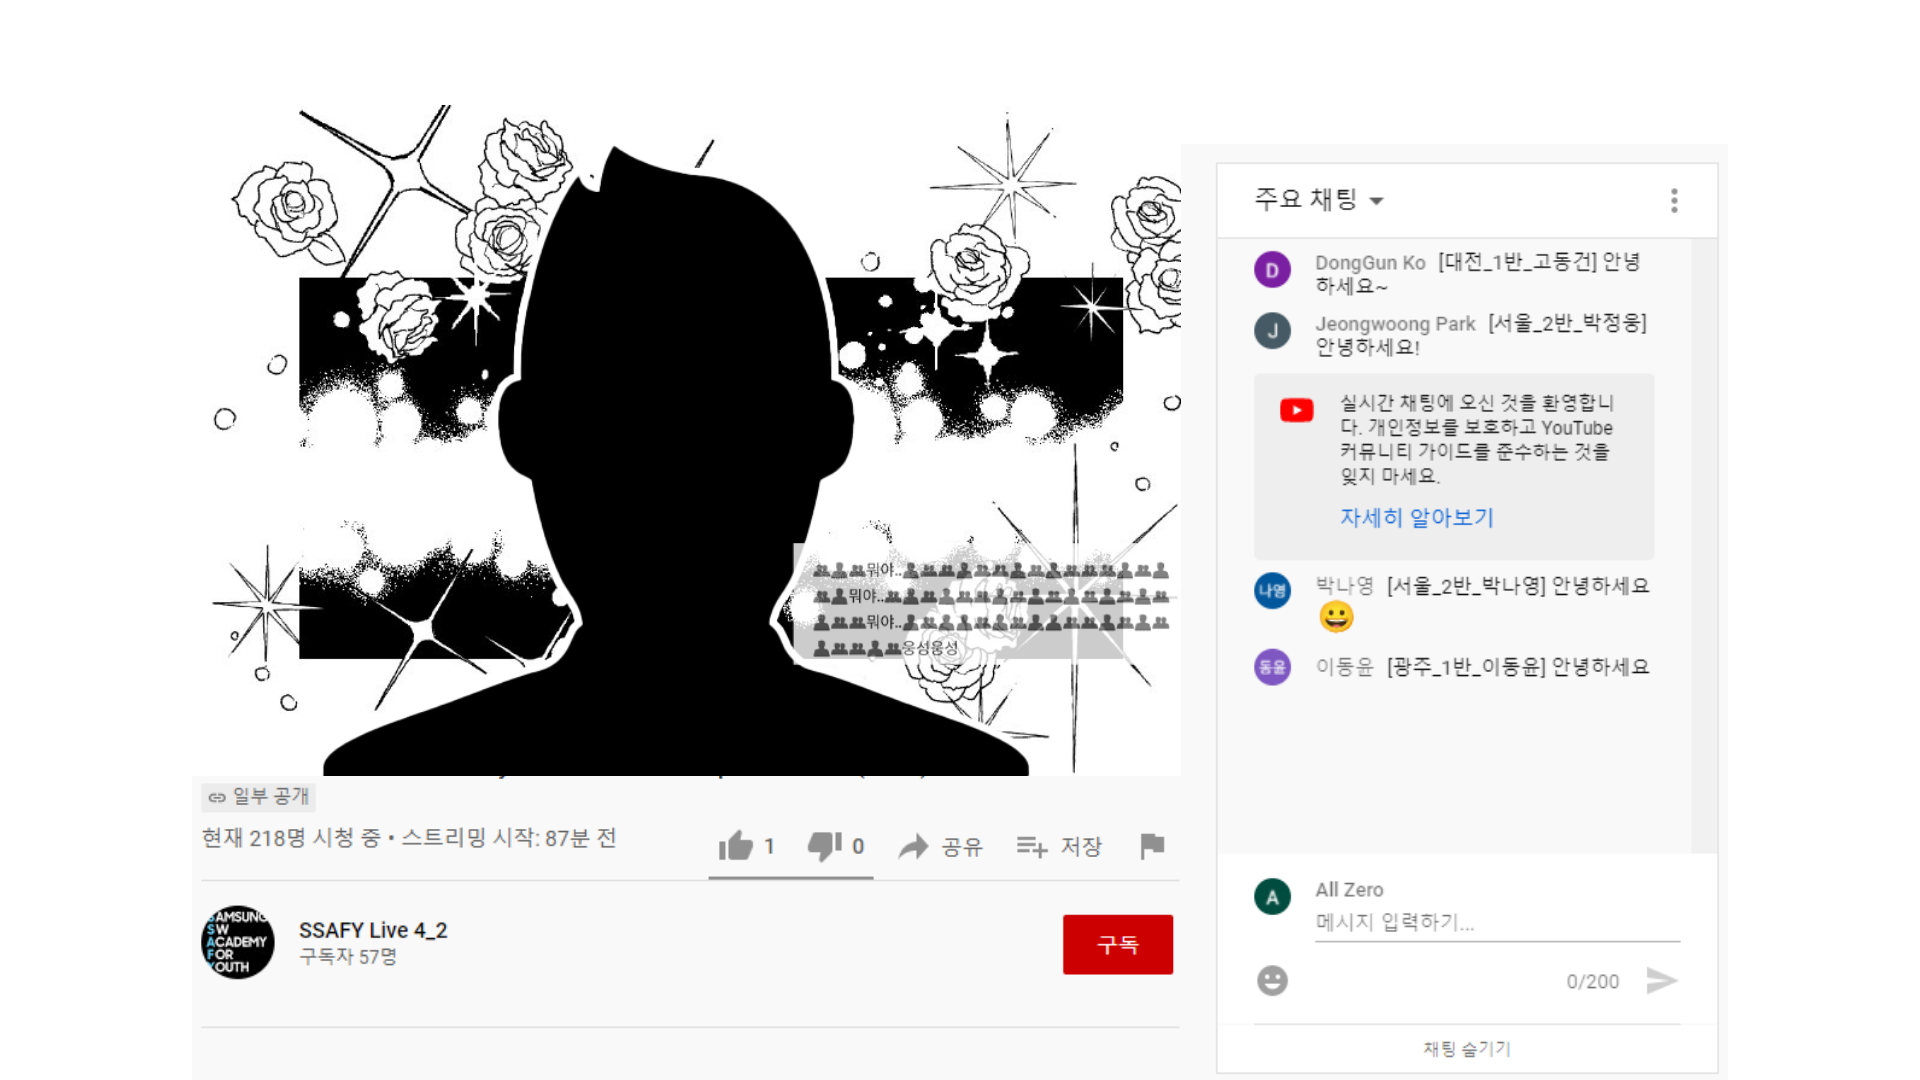 뭐야..
뭐야..
뭐야..
웅성웅성
일부 공개
현재 218명 시청 중 • 스트리밍 시작: 87분 전
1
0
공유
저장
SAMSUNG
SW
ACADEMY
FOR
YOUTH
SSAFY Live 4_2
구독자 57명
구독
주요 채팅
D
DongGun Ko [대전_1반_고동건] 안녕
하세요~
J
Jeongwoong Park [서울_2반_박정웅]
안녕하세요!
실시간 채팅에 오신 것을 환영합니
다. 개인정보를 보호하고 YouTube
커뮤니티 가이드를 준수하는 것을
잊지 마세요.
자세히 알아보기
나영
박나영 [서울_2반_박나영] 안녕하세요
동윤
이동윤 [광주_1반_이동윤] 안녕하세요
A
All Zero
메시지 입력하기...
0/200
채팅 숨기기